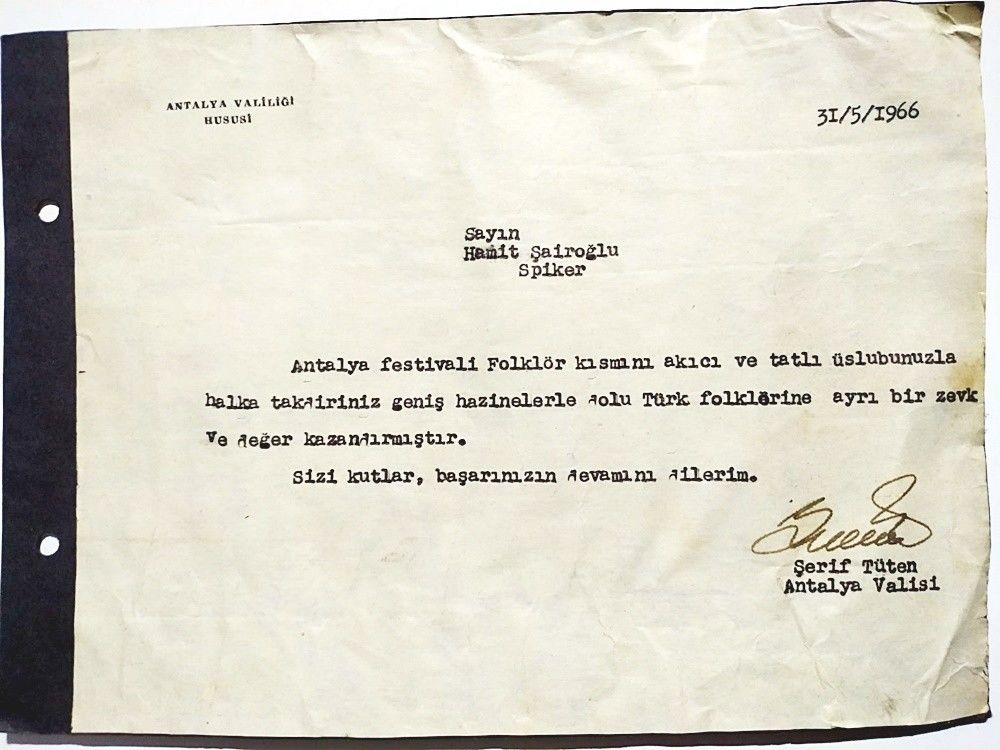 ANTALYA VALİLİĞİ
HUSUSİ
31/5/1966
Sayın
Hamit Şairoğlu
Spiker
Antalya festivali Folklör kısmını akıcı ve tatlı üslubunuzla
halka takdiriniz geniş hazinelerle dolu Türk folklörine ayrı bir zevk
Ve değer kazandırmıştır.
Sizi kutlar, başarınızın devamını dilerim.
Şerif Tüten
Antalya Valisi